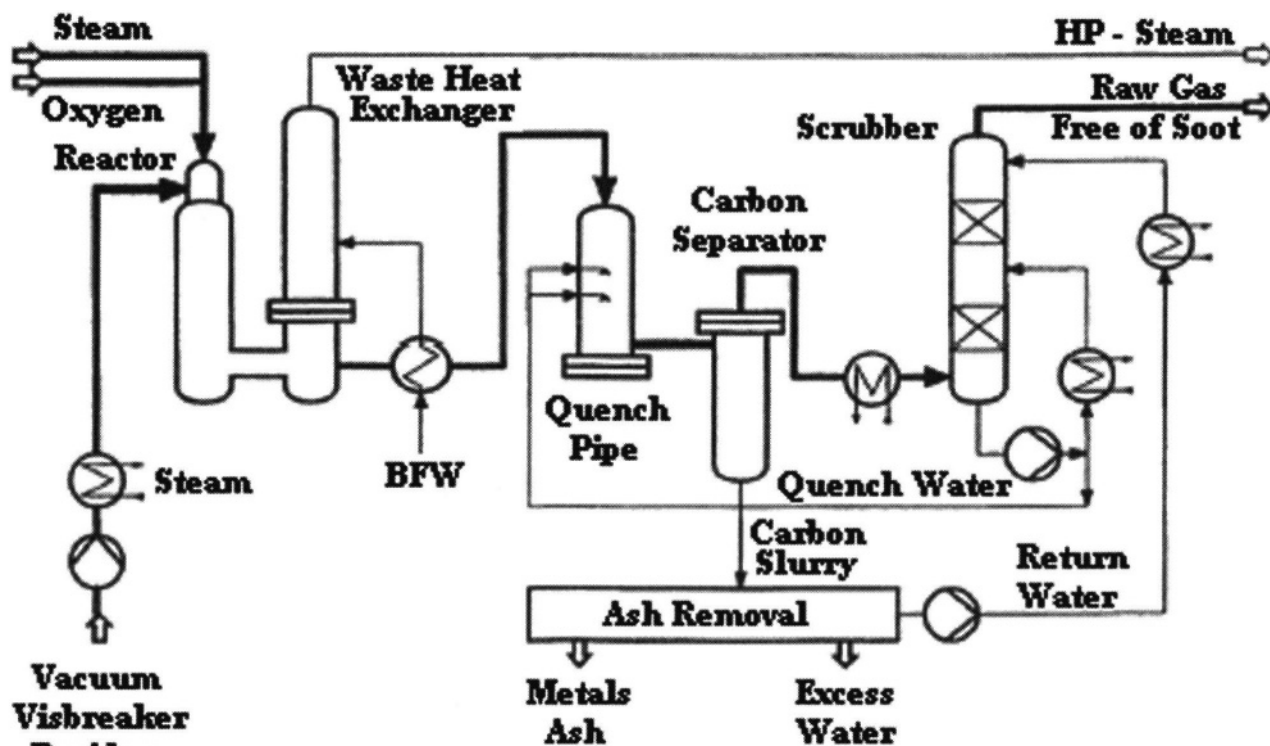 Steam
HP - Steam
Waste Heat
Exchanger
Raw Gas
Oxygen
Scrubber
Free of Soot
Reactor
Carbon
Separator
Quench
Pipe
BFW
Steam
Quench Water
Carbon
Slurry
Return
Water
Ash Removal
Vacuum
Visbreaker
Metals
Ash
Excess
Water